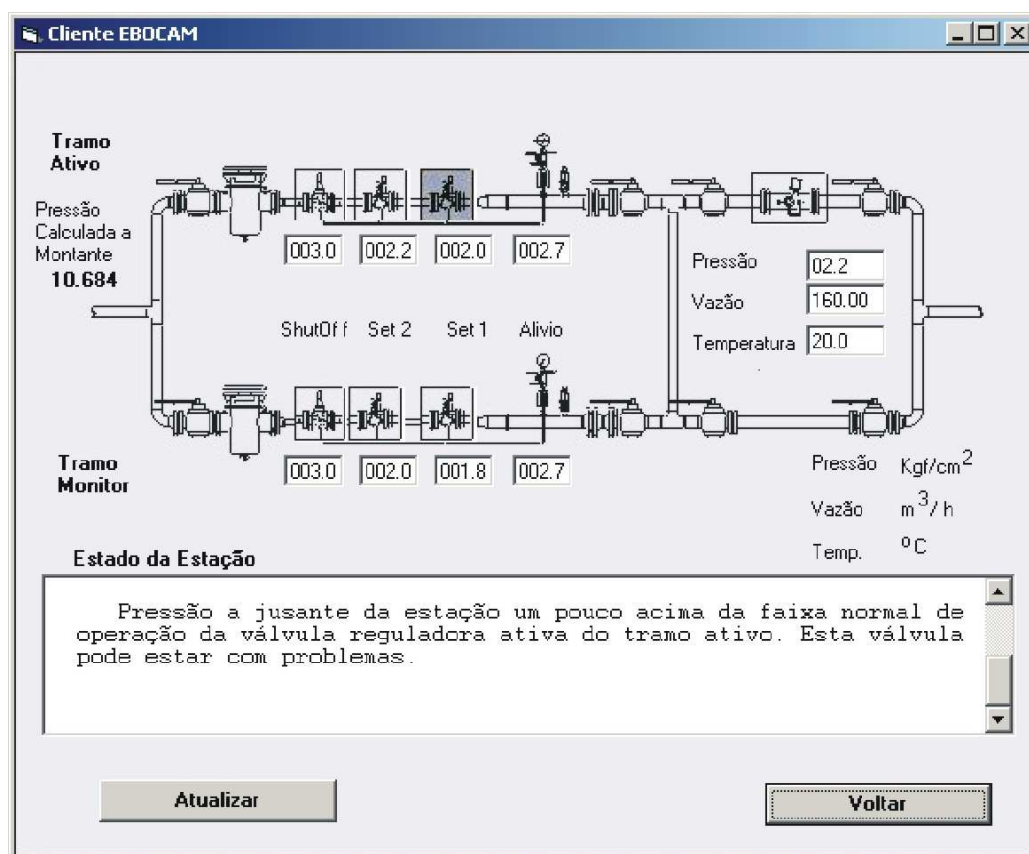 Cliente EBOCAM
Tramo
Ativo
Pressão
Calculada a
Montante
10.684
003.0 002.2 002.0 002.7
Pressão 02.2
Vazão 160.00
Temperatura 20.0
ShutOff Set 2 Set 1 Alivio
Tramo
Monitor
003.0 002.0 001.8 002.7
Pressão Kgf/cm²
Vazão m³/h
Temp. ºC
Estado da Estação
Pressão a jusante da estação um pouco acima da faixa normal de
operação da válvula reguladora ativa do tramo ativo. Esta válvula
pode estar com problemas.
Atualizar Voltar